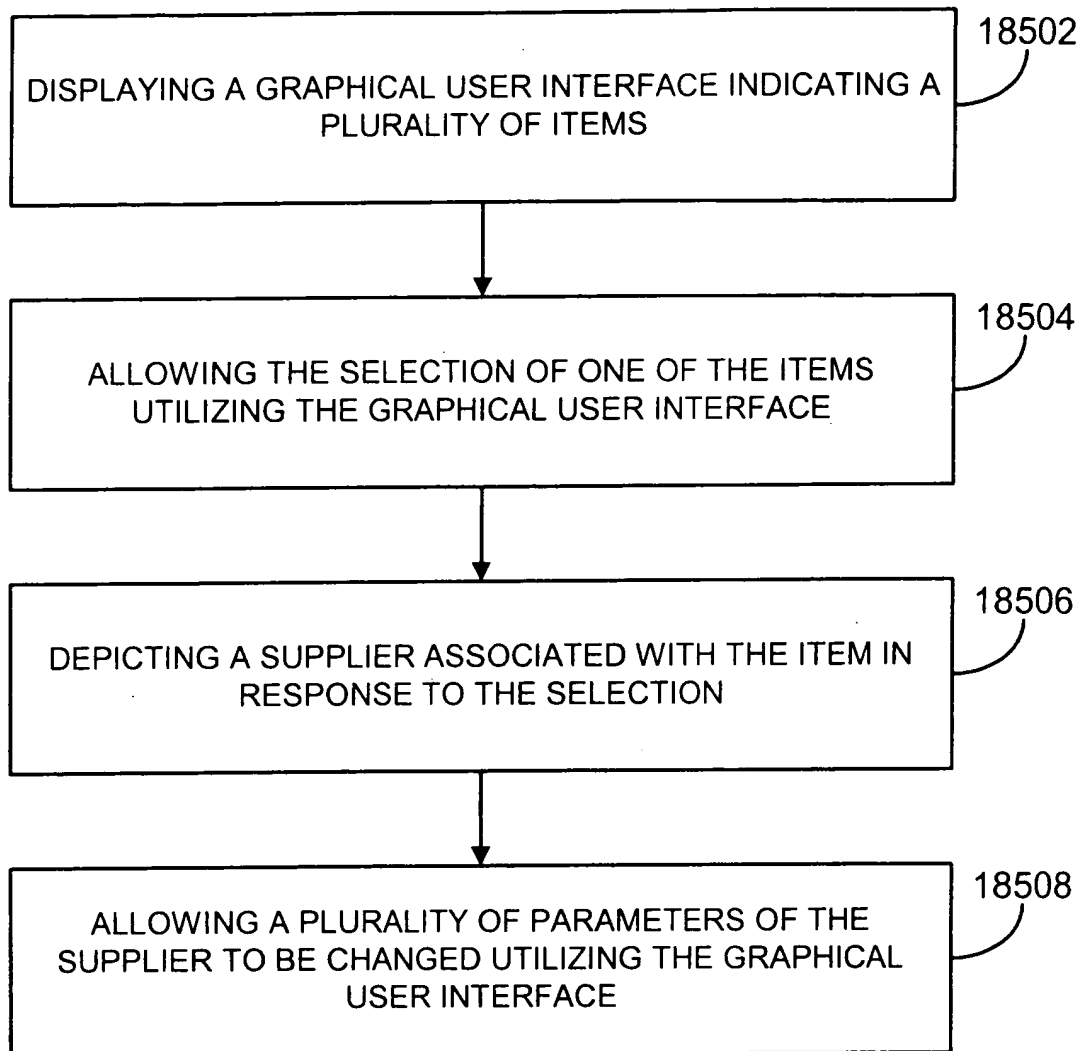 18502
DISPLAYING A GRAPHICAL USER INTERFACE INDICATING A
PLURALITY OF ITEMS
18504
ALLOWING THE SELECTION OF ONE OF THE ITEMS
UTILIZING THE GRAPHICAL USER INTERFACE
18506
DEPICTING A SUPPLIER ASSOCIATED WITH THE ITEM IN
RESPONSE TO THE SELECTION
18508
ALLOWING A PLURALITY OF PARAMETERS OF THE
SUPPLIER TO BE CHANGED UTILIZING THE GRAPHICAL
USER INTERFACE